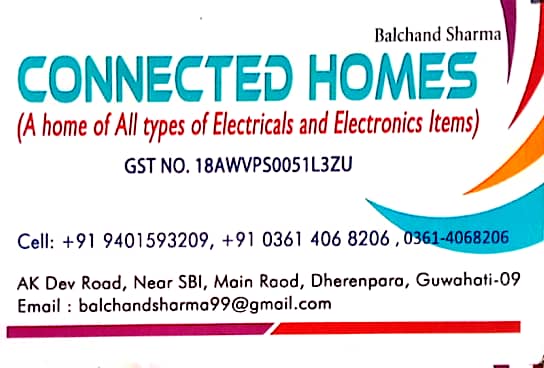 Balchand Sharma
CONNECTED HOMES
(A home of All types of Electricals and Electronics Items)
GST NO. 18AWVPS0051L3ZU
Cell: +91 9401593209, +91 0361 406 8206 , 0361-4068206
AK Dev Road, Near SBI, Main Raod, Dherenpara, Guwahati-09
Email : balchandsharma99@gmail.com